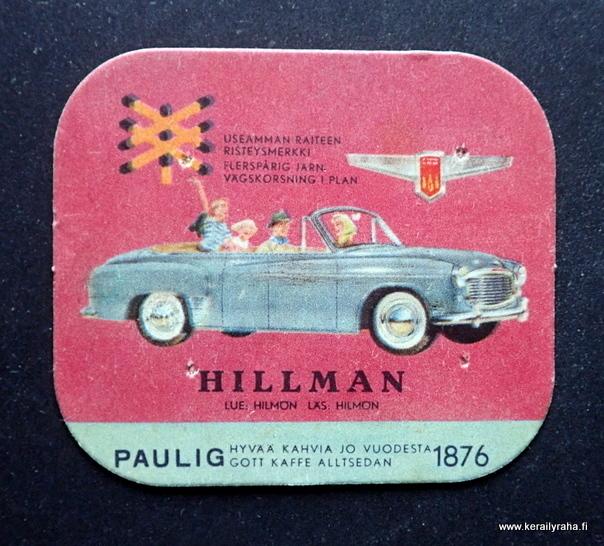 USEAMMAN RAITEEN
RISTEYSMERKKI
FLERSPÅRIG JÄRN-
VÄGSKORSNING I PLAN
HILLMAN
LUE: HILMÖN LÄS: HILMÖN
PAULIG
HYVÄÄ KAHVIA JO VUODESTA
GOTT KAFFE ALLTSEDAN
1876
www.kerailyraha.fi